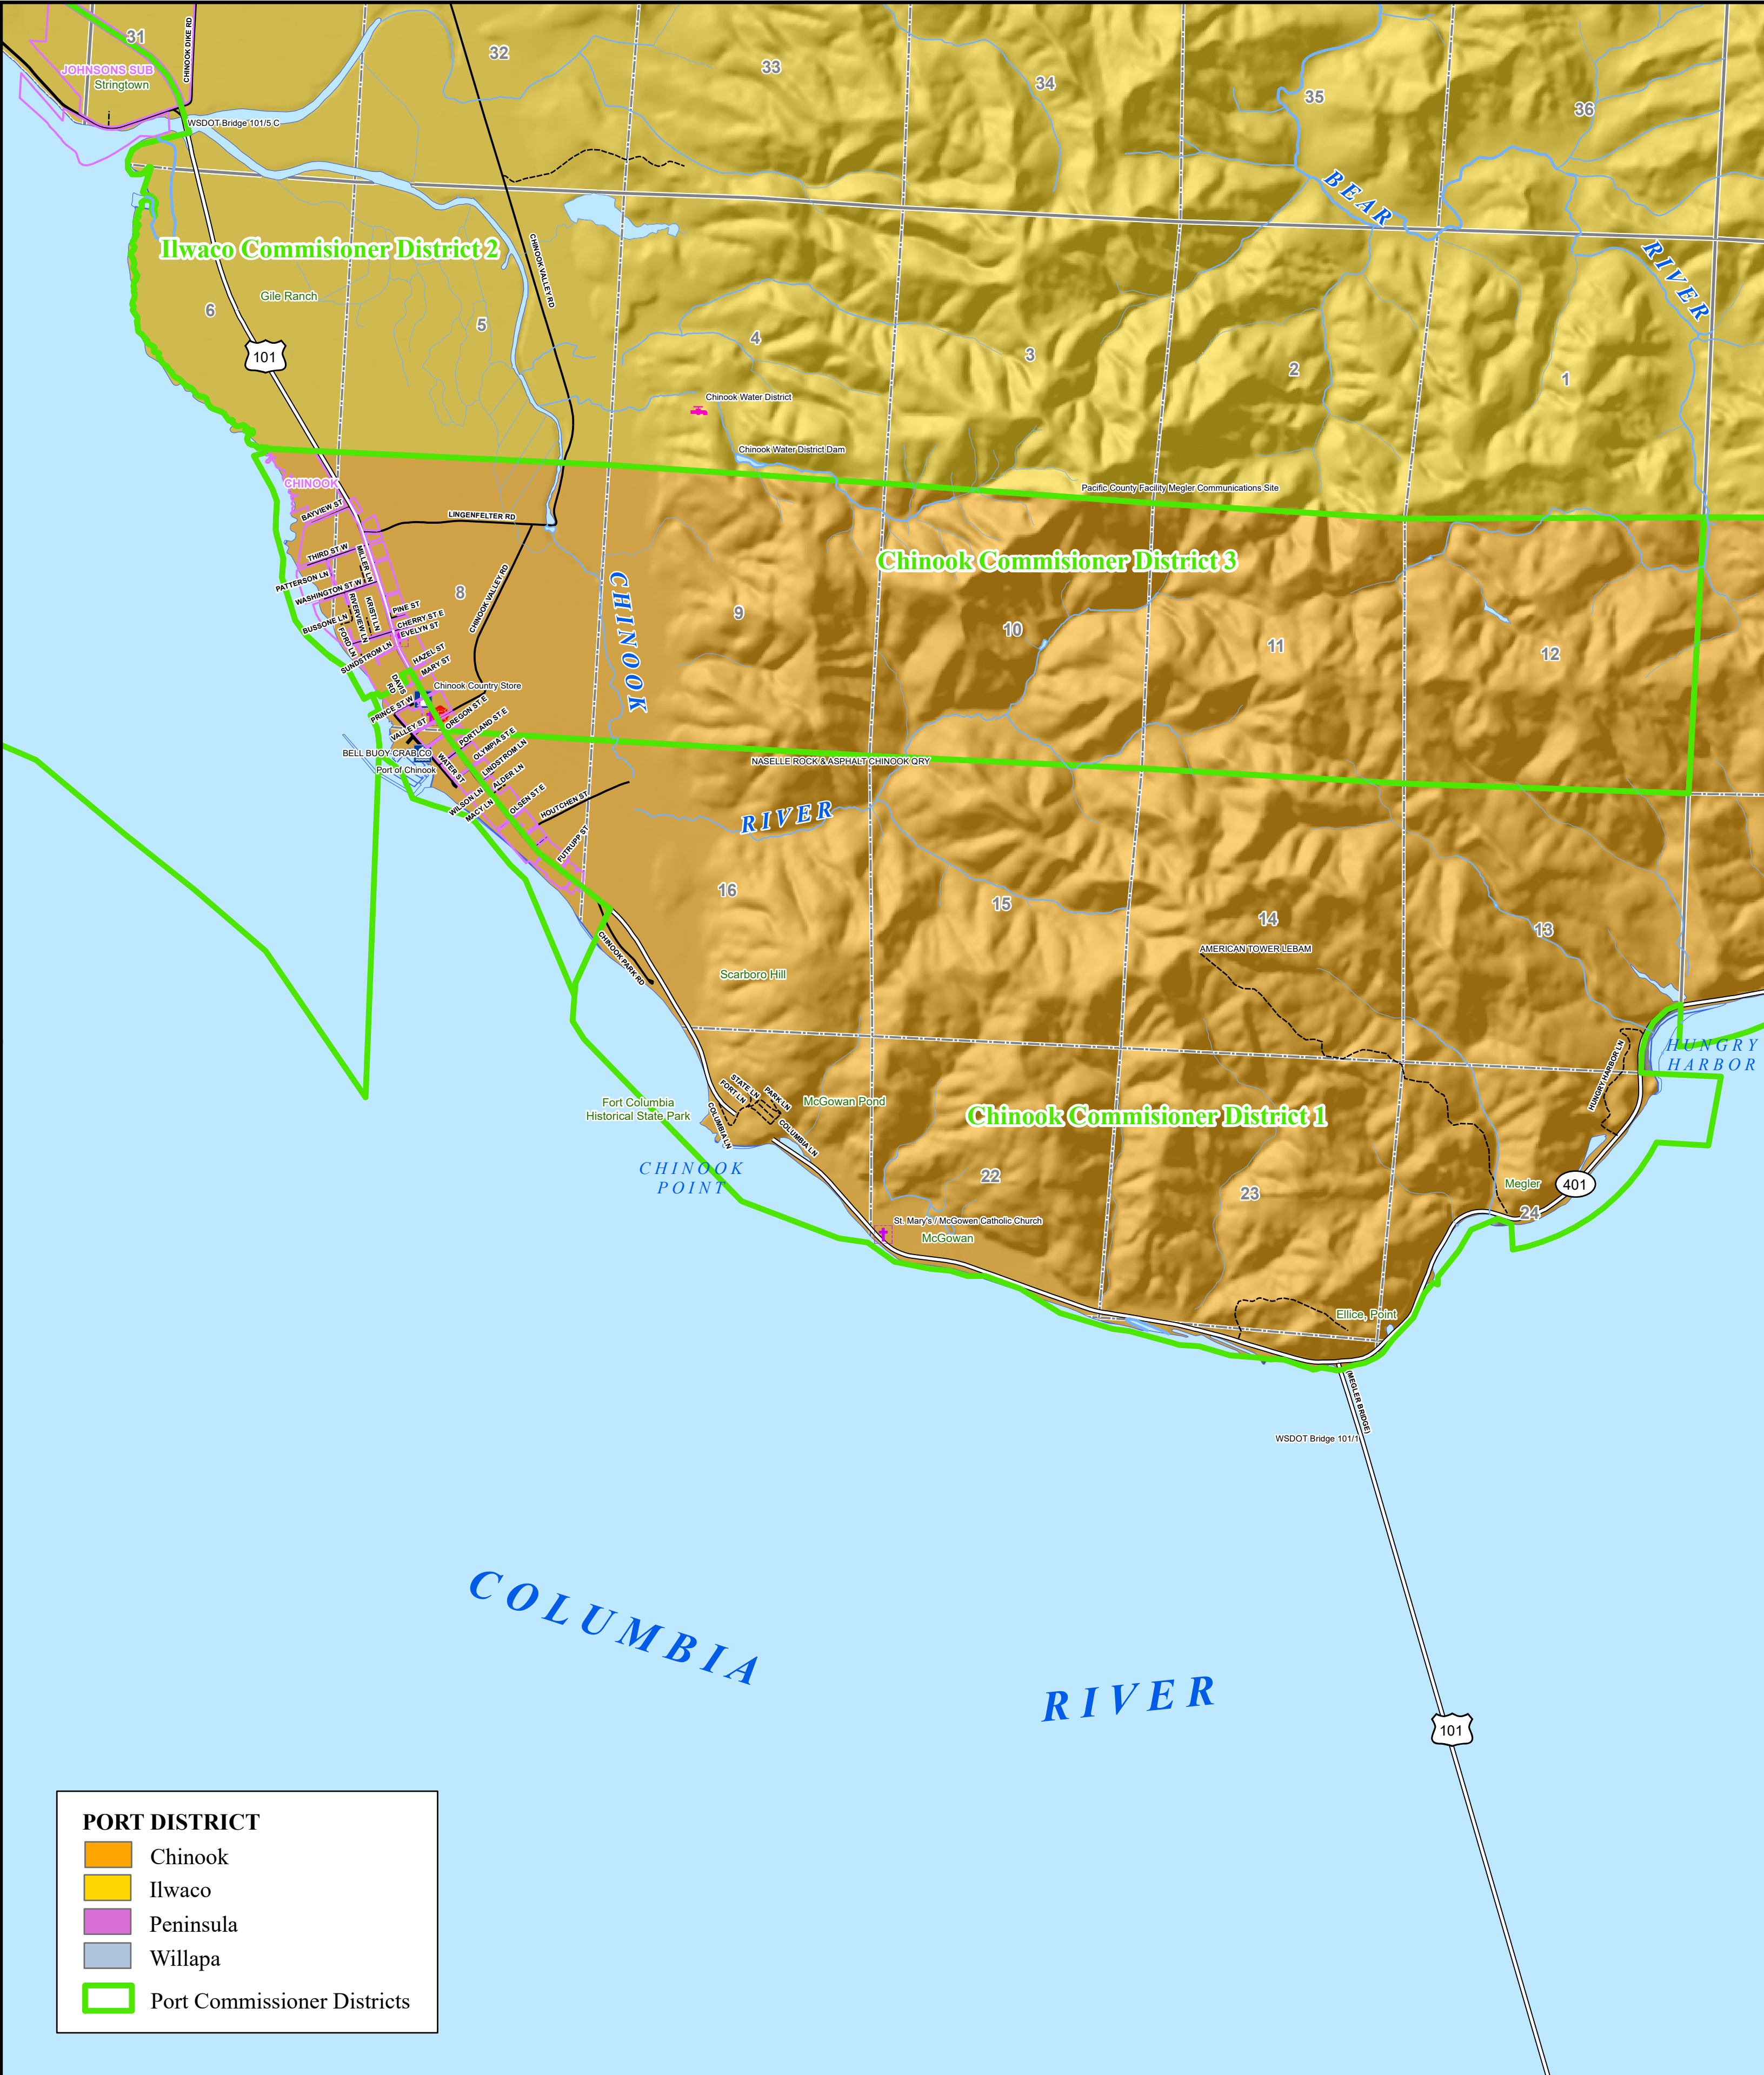 31
32
33
34
35
36
CHINOOK DIKE RD
JOHNSONS SUB
Stringtown
WSDOT Bridge 101/5 C
BEAR
RIVER
Ilwaco Commisioner District 2
CHINOOK VALLEY RD
Gile Ranch
6
5
4
3
2
1
101
Chinook Water District
Chinook Water District Dam
Pacific County Facility Megler Communications Site
CHINOOK
BAYVIEW ST
LINGENFELTER RD
Chinook Commisioner District 3
THIRD ST W
MILLER LN
PATTERSON LN
WASHINGTON ST W
RIVERVIEW LN
KRISTI LN
PINE ST
CHERRY ST E
EVELYN ST
BUSSONE LN
FORD LN
SUNDSTROM LN
HAZEL ST
MARY ST
8
CHINOOK VALLEY RD
CHINOOK
9
10
11
12
DAVIS
RD
Chinook Country Store
PRINCE ST W
OREGON ST E
VALLEY ST
PORTLAND ST E
OLYMPIA ST E
LINDSTROM LN
ALDER LN
BELL BUOY CRAB CO
Port of Chinook
WATER ST
NASELLE ROCK & ASPHALT CHINOOK QRY
WILSON LN
MACY LN
OLSEN ST E
HOUTCHEN ST
FUTRUPP ST
RIVER
16
15
14
13
CHINOOK PARK RD
AMERICAN TOWER LEBAM
Scarboro Hill
HUNGRY
HARBOR
HUNGRY HARBOR LN
STATE LN
FORT LN
PARK LN
COLUMBIA LN
COLUMBIA LN
Fort Columbia
Historical State Park
McGowan Pond
Chinook Commisioner District 1
CHINOOK
POINT
22
23
24
Megler
401
St. Mary's / McGowen Catholic Church
McGowan
Ellice, Point
(MEGLER BRIDGE)
WSDOT Bridge 101/1
COLUMBIA
RIVER
101
PORT DISTRICT
Chinook
Ilwaco
Peninsula
Willapa
Port Commissioner Districts